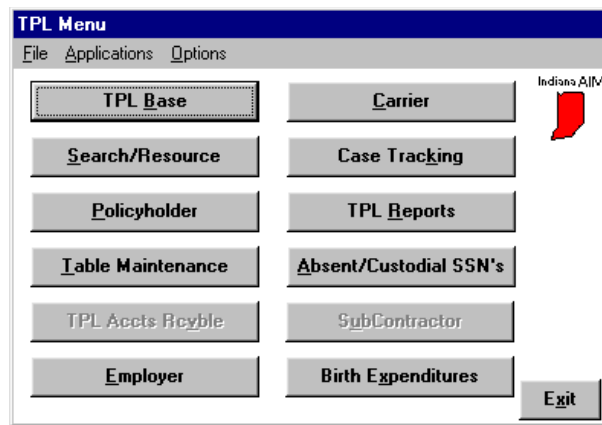 TPL Menu
File Applications Options
TPL Base
Carrier
Indiana AIM
Search/Resource
Case Tracking
Policyholder
TPL Reports
Table Maintenance
Absent/Custodial SSN's
TPL Accts Rcvble
SubContractor
Employer
Birth Expenditures
Exit